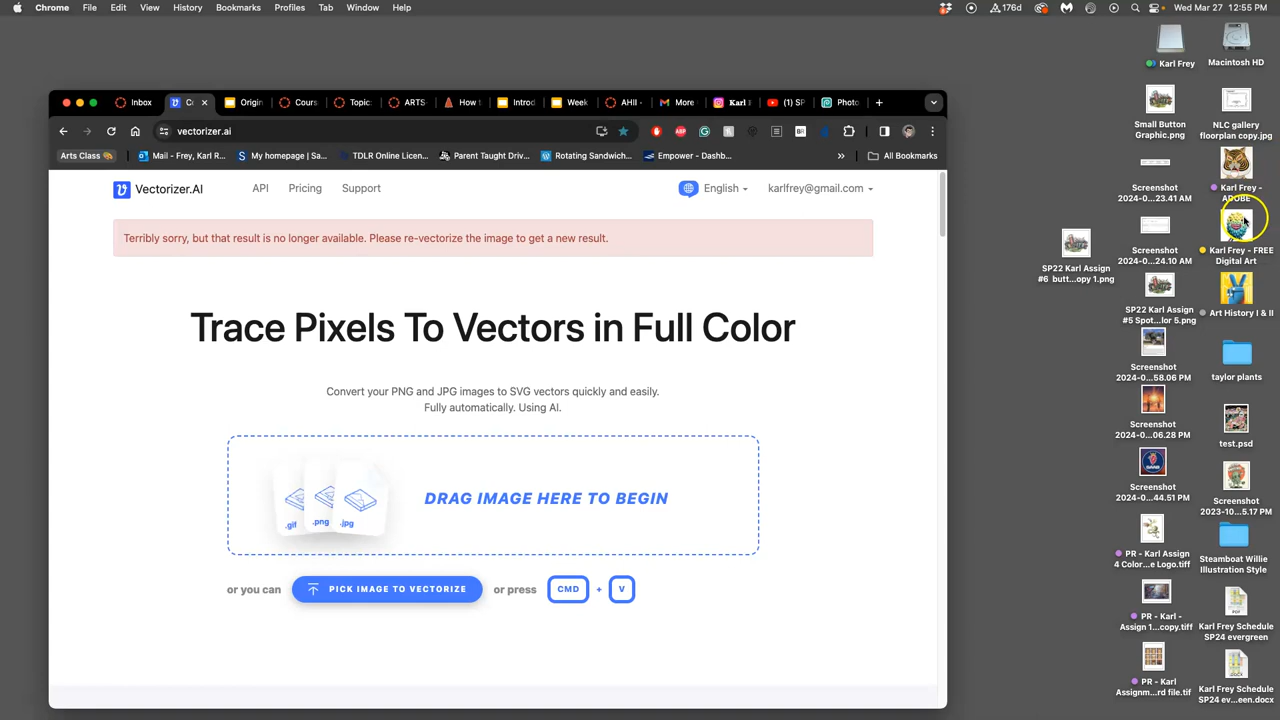 Chrome File Edit View History Bookmarks Profiles Tab Window Help
176d
Wed Mar 27 12:55 PM
Inbox
Origin
Cours
Topic:
ARTS-
How t
Introd
Week
AHII -
More
Karl
Photo
vectorizer.ai
Arts Class
Mail - Frey, Karl R...
My homepage | Sa...
TDLR Online Licen...
Parent Taught Driv...
Rotating Sandwich...
Empower - Dashb...
»
All Bookmarks
Vectorizer.AI
API
Pricing
Support
English
karlfrey@gmail.com
Terribly sorry, but that result is no longer available. Please re-vectorize the image to get a new result.
Trace Pixels To Vectors in Full Color
Convert your PNG and JPG images to SVG vectors quickly and easily.
Fully automatically. Using AI.
.gif
.png
.jpg
DRAG IMAGE HERE TO BEGIN
or you can
PICK IMAGE TO VECTORIZE
or press
CMD
+
V
Karl Frey
Macintosh HD
Small Button
Graphic.png
NLC gallery
floorplan copy.jpg
Screenshot
2024-0...23.41 AM
Karl Frey -
ADOBE
Screenshot
2024-0...24.10 AM
Karl Frey - FREE
Digital Art
SP22 Karl Assign
#6 butt...opy 1.png
SP22 Karl Assign
#5 Spot...lor 5.png
Art History I & II
Screenshot
2024-0...58.06 PM
taylor plants
Screenshot
2024-0...06.28 PM
test.psd
SAAB
Screenshot
2024-0...44.51 PM
Screenshot
2023-10...5.17 PM
PR - Karl Assign
4 Color...e Logo.tiff
Steamboat Willie
Illustration Style
PR - Karl -
Assign 1...copy.tiff
PDF
Karl Frey Schedule
SP24 evergreen
PR - Karl
Assignm...rd file.tif
Karl Frey Schedule
SP24 ev...een.docx